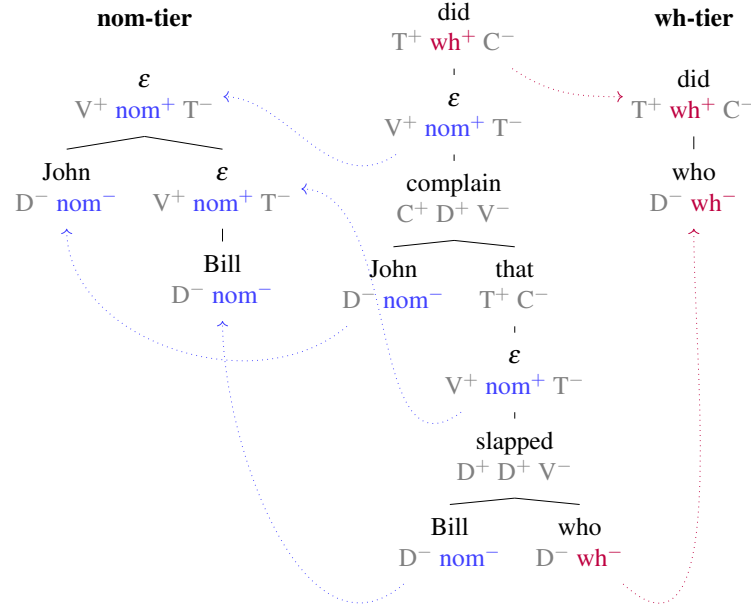 nom-tier
ε
V⁺ nom⁺ T⁻
John
D⁻ nom⁻
ε
V⁺ nom⁺ T⁻
Bill
D⁻ nom⁻
did
T⁺ wh⁺ C⁻
ε
V⁺ nom⁺ T⁻
complain
C⁺ D⁺ V⁻
John
D⁻ nom⁻
that
T⁺ C⁻
ε
V⁺ nom⁺ T⁻
slapped
D⁺ D⁺ V⁻
Bill
D⁻ nom⁻
who
D⁻ wh⁻
wh-tier
did
T⁺ wh⁺ C⁻
who
D⁻ wh⁻